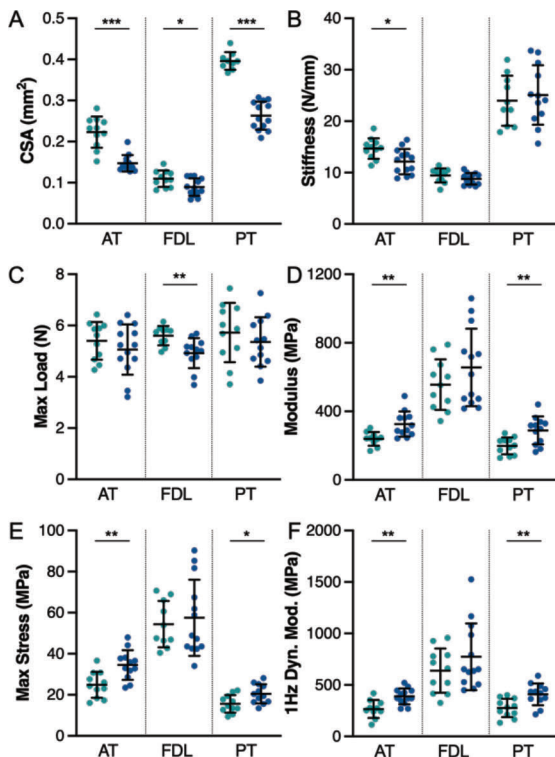 A
CSA (mm²)
0.4
0.3
0.2
0.1
0.0
***
*
***
AT
FDL
PT
B
Stiffness (N/mm)
40
30
20
10
0
*
AT
FDL
PT
C
Max Load (N)
8
6
4
2
0
**
AT
FDL
PT
D
Modulus (MPa)
1200
800
400
0
**
**
AT
FDL
PT
E
Max Stress (MPa)
100
80
60
40
20
0
**
*
AT
FDL
PT
F
1Hz Dyn. Mod. (MPa)
2000
1500
1000
500
0
**
**
AT
FDL
PT